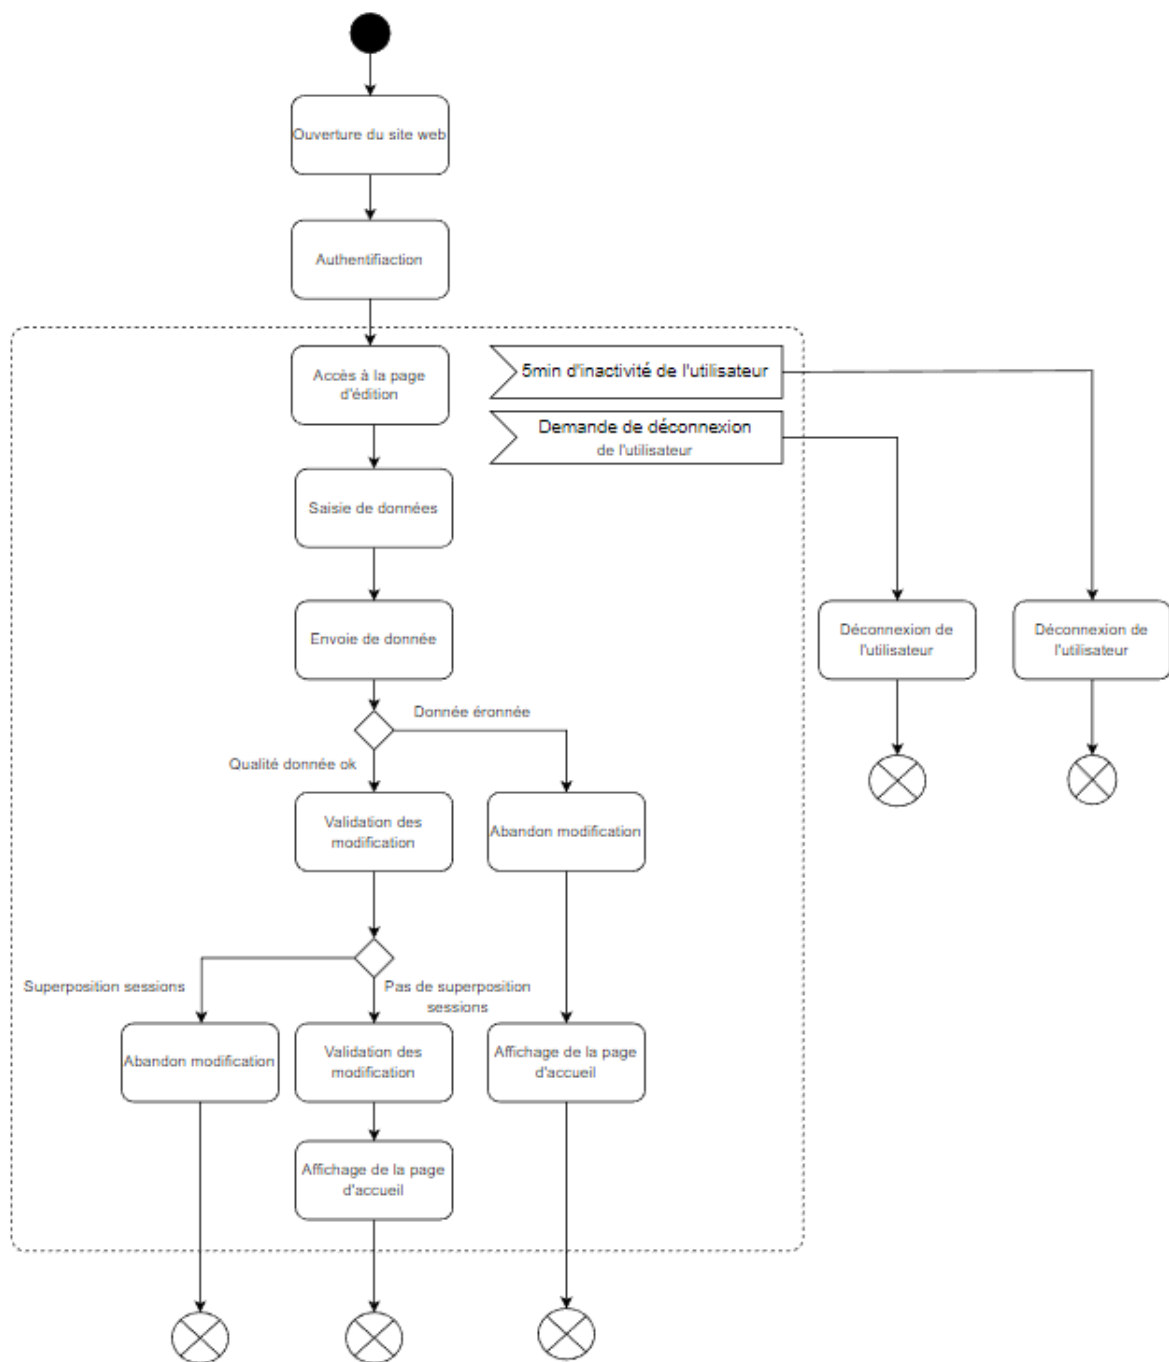 Ouverture du site web
Authentifiaction
Accès à la page
d'édition
5min d'inactivité de l'utilisateur
Demande de déconnexion
de l'utilisateur
Saisie de données
Envoie de donnée
Déconnexion de
l'utilisateur
Déconnexion de
l'utilisateur
Donnée éronnée
Qualité donnée ok
Validation des
modification
Abandon modification
Superposition sessions
Pas de superposition
sessions
Abandon modification
Validation des
modification
Affichage de la page
d'accueil
Affichage de la page
d'accueil